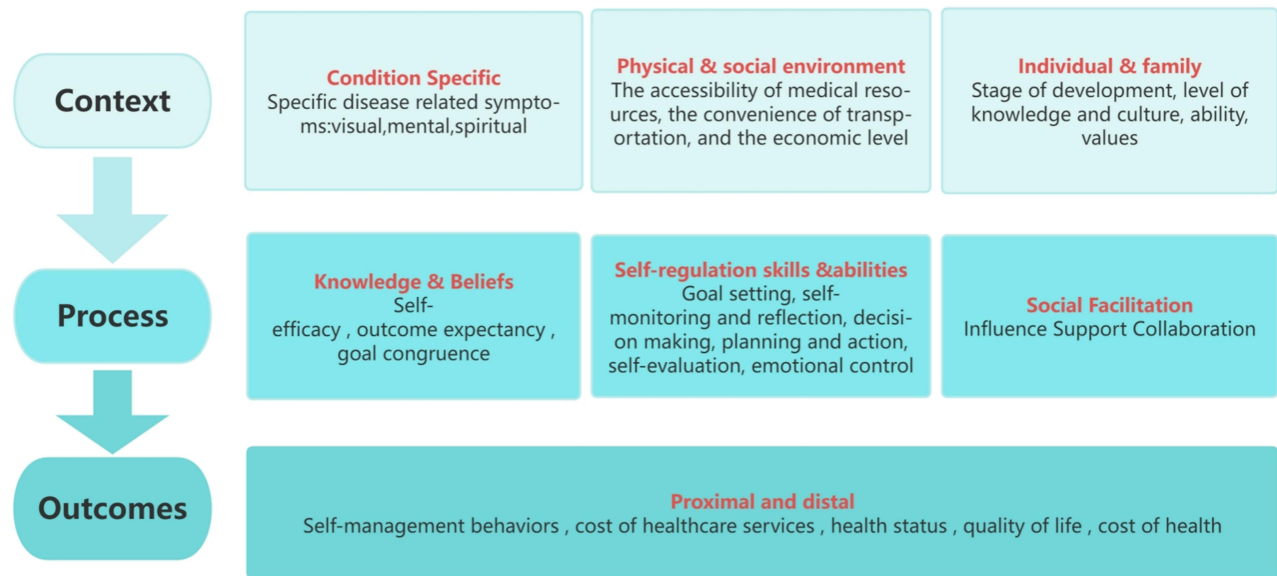 Context
Condition Specific
Specific disease related sympto-
ms:visual,mental,spiritual
Physical & social environment
The accessibility of medical reso-
urces, the convenience of transp-
ortation, and the economic level
Individual & family
Stage of development, level of
knowledge and culture, ability,
values
Process
Knowledge & Beliefs
Self-
efficacy , outcome expectancy ,
goal congruence
Self-regulation skills &abilities
Goal setting, self-
monitoring and reflection, decisi-
on making, planning and action,
self-evaluation, emotional control
Social Facilitation
Influence Support Collaboration
Outcomes
Proximal and distal
Self-management behaviors , cost of healthcare services , health status , quality of life , cost of health